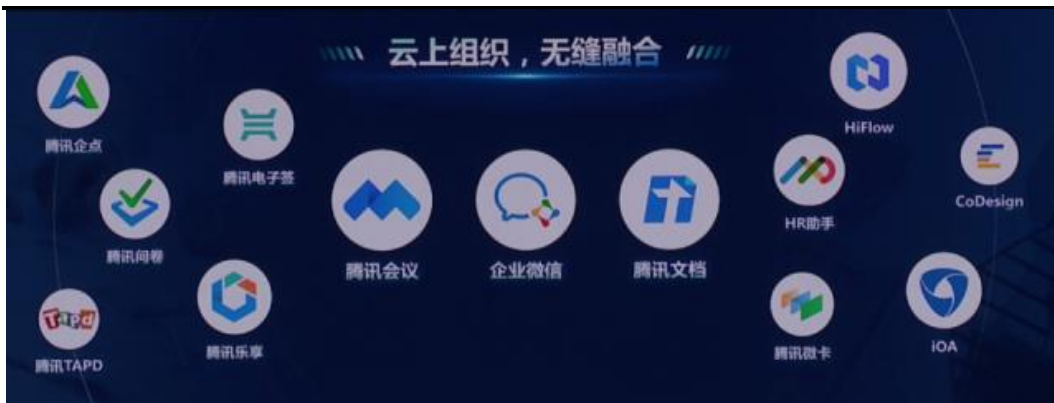 云上组织，无缝融合
腾讯企点
腾讯电子签
腾讯问卷
Tapd
腾讯TAPD
腾讯乐享
腾讯会议
企业微信
腾讯文档
HiFlow
HR助手
CoDesign
腾讯微卡
iOA